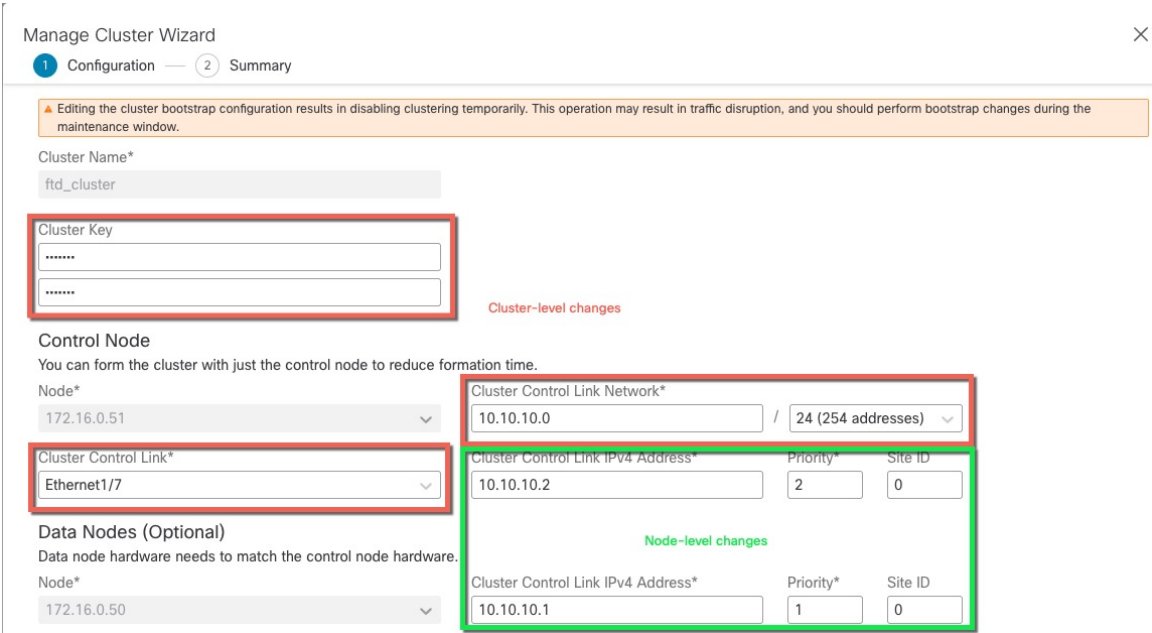 Manage Cluster Wizard
1 Configuration — 2 Summary
Editing the cluster bootstrap configuration results in disabling clustering temporarily. This operation may result in traffic disruption, and you should perform bootstrap changes during the
maintenance window.
Cluster Name*
ftd_cluster
Cluster Key
•••••••
•••••••
Cluster-level changes
Control Node
You can form the cluster with just the control node to reduce formation time.
Node*
172.16.0.51
Cluster Control Link Network*
10.10.10.0 / 24 (254 addresses)
Cluster Control Link*
Ethernet1/7
Cluster Control Link IPv4 Address* Priority* Site ID
10.10.10.2 2 0
Data Nodes (Optional)
Data node hardware needs to match the control node hardware.
Node-level changes
Node*
172.16.0.50
Cluster Control Link IPv4 Address* Priority* Site ID
10.10.10.1 1 0